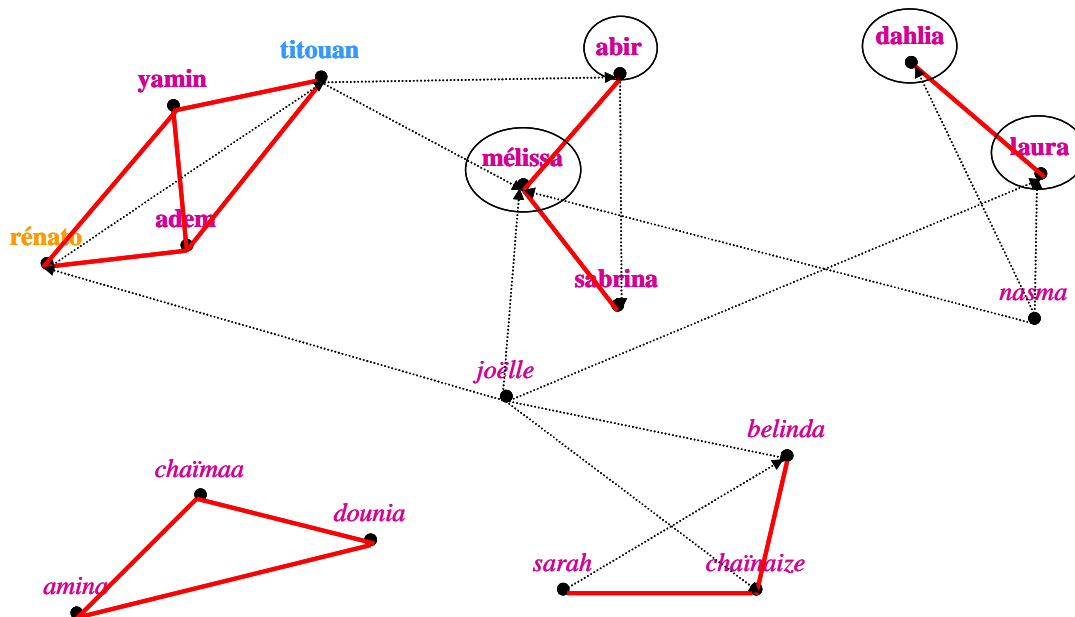 titouan
abir
dahlia
yamin
mélissa
laura
adem
rénato
sabrina
nasma
joëlle
belinda
chaïmaa
dounia
sarah
chaïnaize
amina